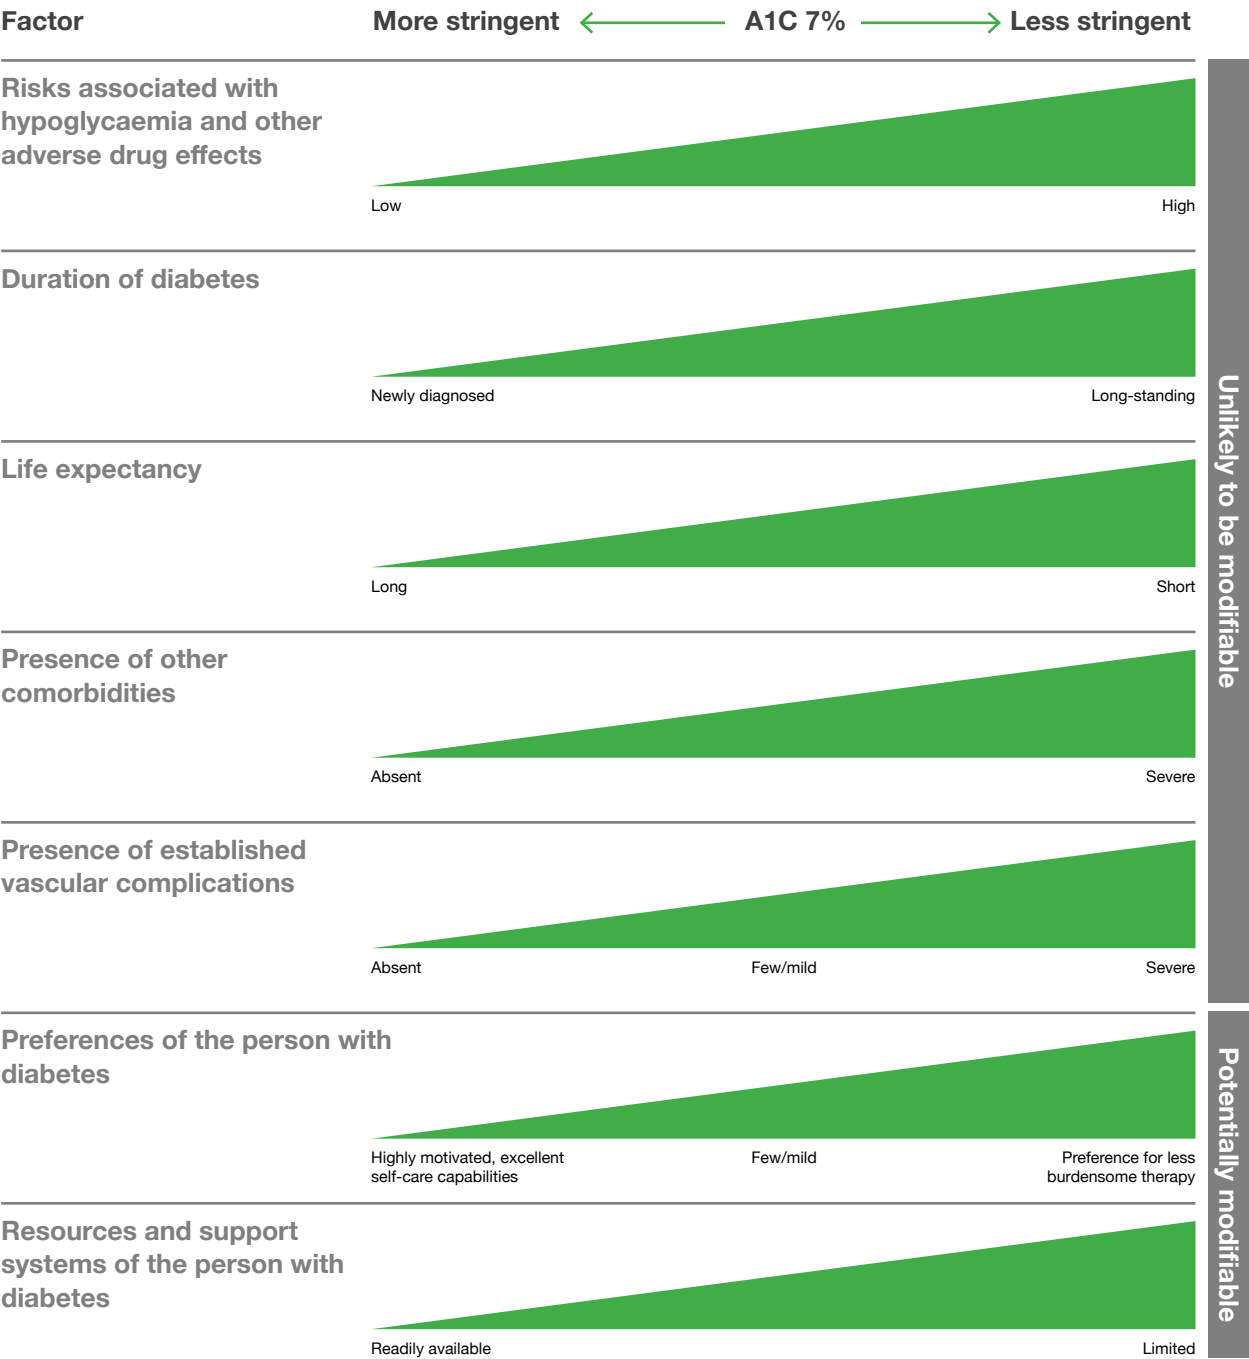 Factor
More stringent
A1C 7%
Less stringent
Risks associated with
hypoglycaemia and other
adverse drug effects
Low
High
Duration of diabetes
Newly diagnosed
Long-standing
Life expectancy
Long
Short
Presence of other
comorbidities
Absent
Severe
Presence of established
vascular complications
Absent
Few/mild
Severe
Unlikely to be modifiable
Preferences of the person with
diabetes
Highly motivated, excellent
self-care capabilities
Few/mild
Preference for less
burdensome therapy
Resources and support
systems of the person with
diabetes
Readily available
Limited
Potentially modifiable